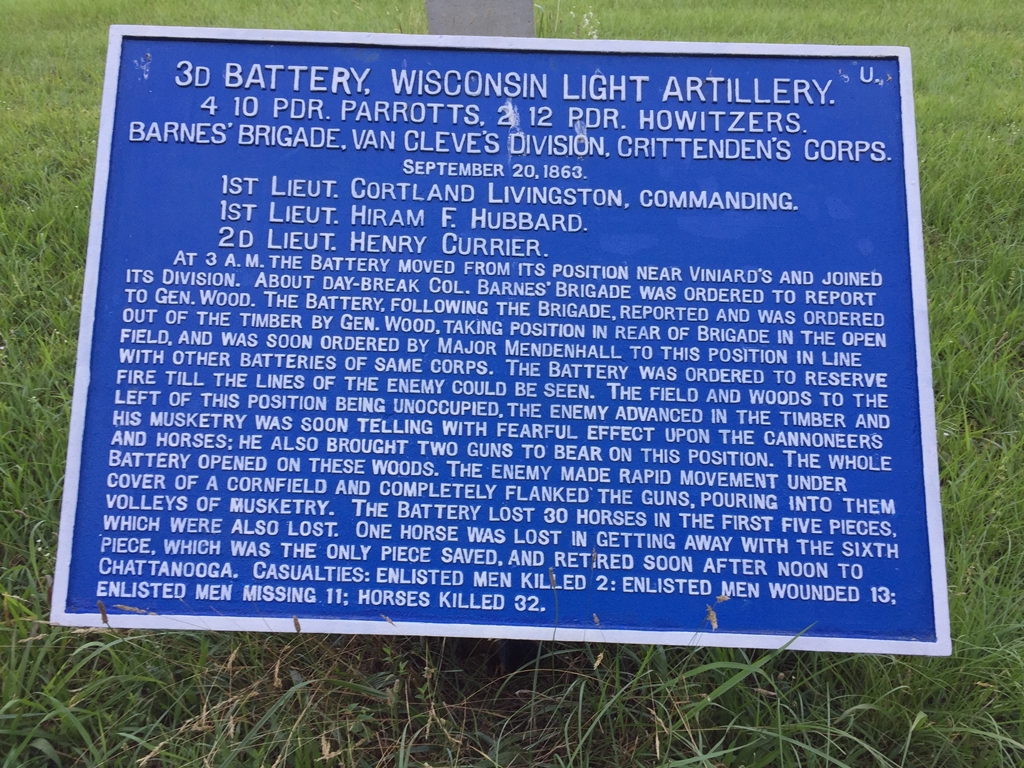 U.S.
3D BATTERY, WISCONSIN LIGHT ARTILLERY.
4 10 PDR. PARROTTS, 2 12 PDR. HOWITZERS.
BARNES' BRIGADE, VAN CLEVE'S DIVISION, CRITTENDEN'S CORPS.
SEPTEMBER 20, 1863.
1ST LIEUT. CORTLAND LIVINGSTON, COMMANDING.
1ST LIEUT. HIRAM F. HUBBARD.
2D LIEUT. HENRY CURRIER.
AT 3 A.M. THE BATTERY MOVED FROM ITS POSITION NEAR VINIARD'S AND JOINED
ITS DIVISION. ABOUT DAY-BREAK COL. BARNES' BRIGADE WAS ORDERED TO REPORT
TO GEN. WOOD. THE BATTERY, FOLLOWING THE BRIGADE, REPORTED AND WAS ORDERED
OUT OF THE TIMBER BY GEN. WOOD, TAKING POSITION IN REAR OF BRIGADE IN THE OPEN
FIELD, AND WAS SOON ORDERED BY MAJOR MENDENHALL TO THIS POSITION IN LINE
WITH OTHER BATTERIES OF SAME CORPS. THE BATTERY WAS ORDERED TO RESERVE
FIRE TILL THE LINES OF THE ENEMY COULD BE SEEN. THE FIELD AND WOODS TO THE
LEFT OF THIS POSITION BEING UNOCCUPIED, THE ENEMY ADVANCED IN THE TIMBER AND
HIS MUSKETRY WAS SOON TELLING WITH FEARFUL EFFECT UPON THE CANNONEERS
AND HORSES; HE ALSO BROUGHT TWO GUNS TO BEAR ON THIS POSITION. THE WHOLE
BATTERY OPENED ON THESE WOODS. THE ENEMY MADE RAPID MOVEMENT UNDER
COVER OF A CORNFIELD AND COMPLETELY FLANKED THE GUNS, POURING INTO THEM
VOLLEYS OF MUSKETRY. THE BATTERY LOST 30 HORSES IN THE FIRST FIVE PIECES,
WHICH WERE ALSO LOST. ONE HORSE WAS LOST IN GETTING AWAY WITH THE SIXTH
PIECE, WHICH WAS THE ONLY PIECE SAVED, AND RETIRED SOON AFTER NOON TO
CHATTANOOGA. CASUALTIES: ENLISTED MEN KILLED 2: ENLISTED MEN WOUNDED 13;
ENLISTED MEN MISSING 11; HORSES KILLED 32.